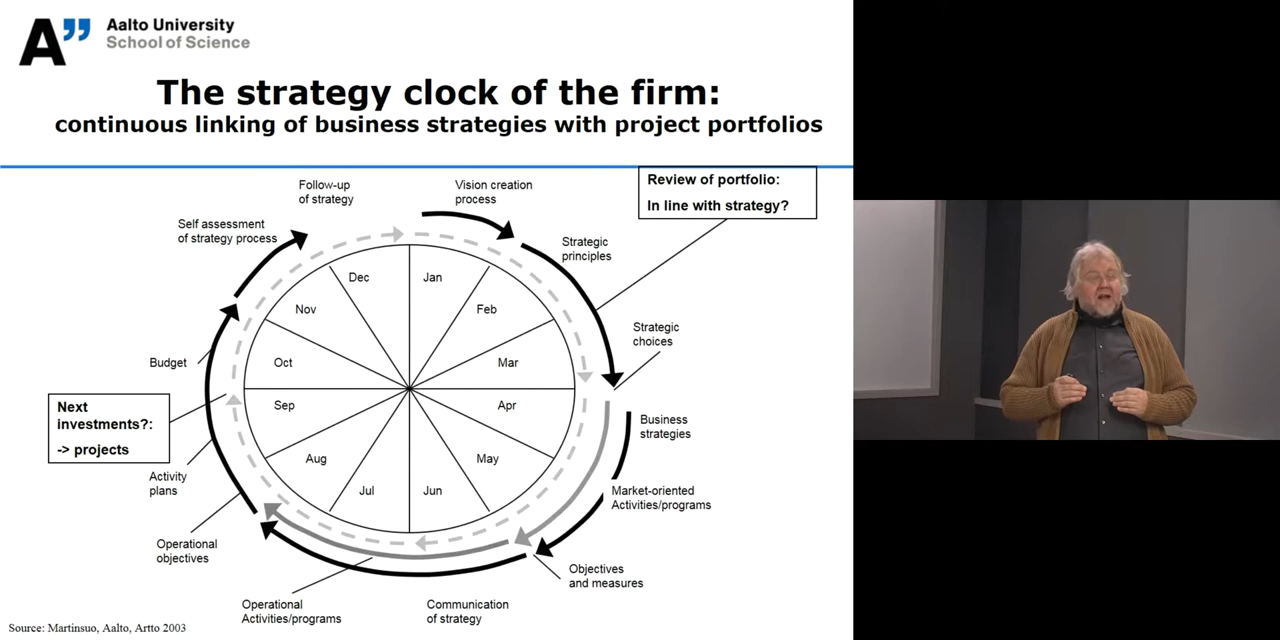 A”
Aalto University
School of Science
The strategy clock of the firm:
continuous linking of business strategies with project portfolios
Follow-up
of strategy
Vision creation
process
Review of portfolio:
In line with strategy?
Self assessment
of strategy process
Strategic
principles
Dec
Jan
Nov
Feb
Strategic
choices
Budget
Oct
Mar
Next
investments?:
-> projects
Sep
Apr
Business
strategies
Aug
May
Activity
plans
Jul
Jun
Market-oriented
Activities/programs
Operational
objectives
Objectives
and measures
Operational
Activities/programs
Communication
of strategy
Source: Martinsuo, Aalto, Artto 2003